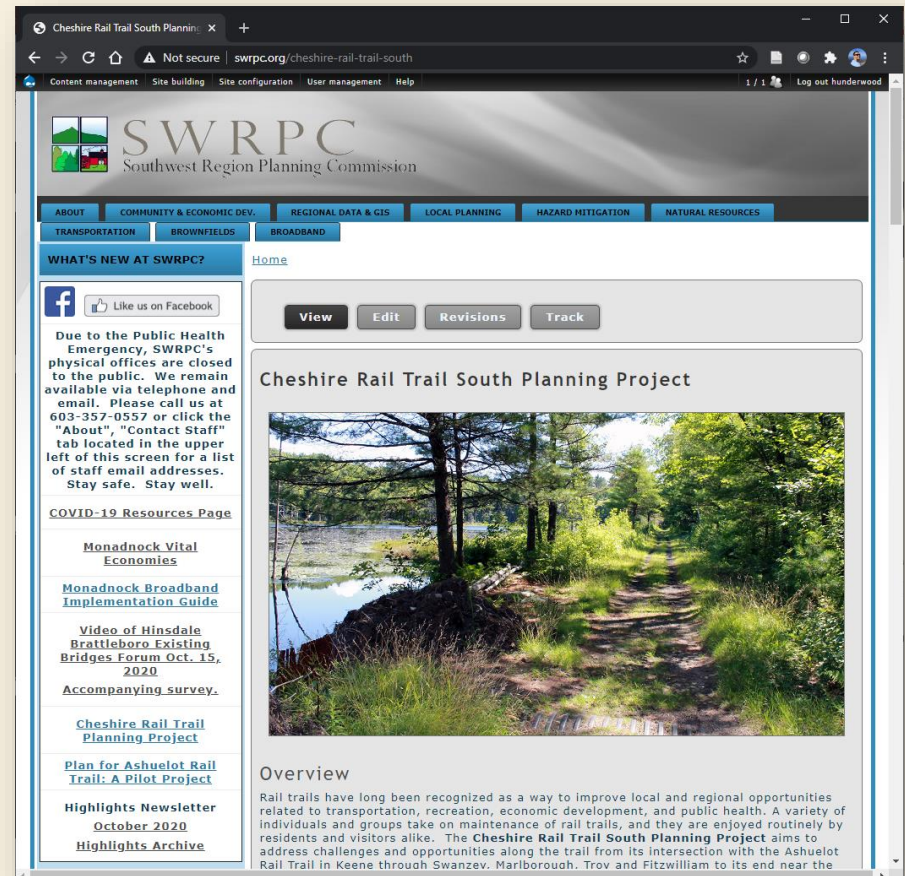 Cheshire Rail Trail South Planning
Not secure | swrpc.org/cheshire-rail-trail-south
Content management Site building Site configuration User management Help 1 / 1 Log out hunderwood
SWRPC
Southwest Region Planning Commission
ABOUT COMMUNITY & ECONOMIC DEV. REGIONAL DATA & GIS LOCAL PLANNING HAZARD MITIGATION NATURAL RESOURCES
TRANSPORTATION BROWNFIELDS BROADBAND
WHAT'S NEW AT SWRPC?
Like us on Facebook
Due to the Public Health
Emergency, SWRPC's
physical offices are closed
to the public. We remain
available via telephone and
email. Please call us at
603-357-0557 or click the
"About", "Contact Staff"
tab located in the upper
left of this screen for a list
of staff email addresses.
Stay safe. Stay well.
COVID-19 Resources Page
Monadnock Vital
Economies
Monadnock Broadband
Implementation Guide
Video of Hinsdale
Brattleboro Existing
Bridges Forum Oct. 15,
2020
Accompanying survey.
Cheshire Rail Trail
Planning Project
Plan for Ashuelot Rail
Trail: A Pilot Project
Highlights Newsletter
October 2020
Highlights Archive
Home
View Edit Revisions Track
Cheshire Rail Trail South Planning Project
Overview
Rail trails have long been recognized as a way to improve local and regional opportunities
related to transportation, recreation, economic development, and public health. A variety of
individuals and groups take on maintenance of rail trails, and they are enjoyed routinely by
residents and visitors alike. The Cheshire Rail Trail South Planning Project aims to
address challenges and opportunities along the trail from its intersection with the Ashuelot
Rail Trail in Keene through Swanzey, Marlborough, Troy and Fitzwilliam to its end near the